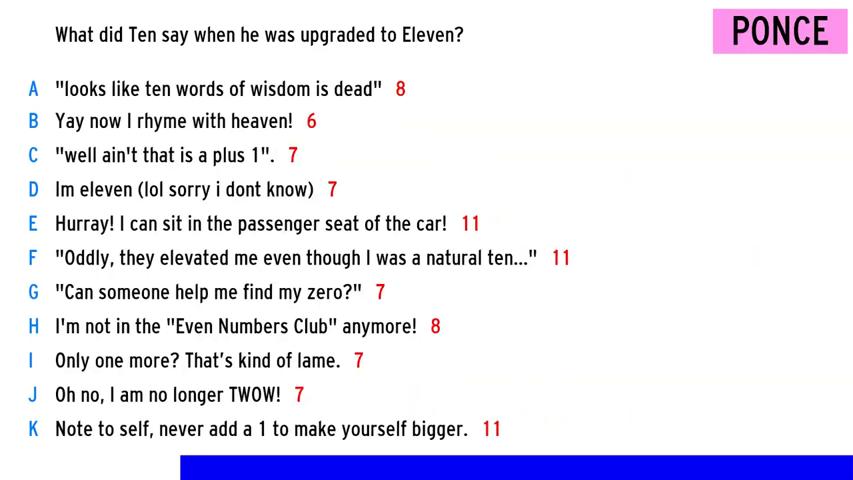 What did Ten say when he was upgraded to Eleven?
PONCE
A "looks like ten words of wisdom is dead" 8
B Yay now I rhyme with heaven! 6
C "well ain't that is a plus 1". 7
D Im eleven (lol sorry i dont know) 7
E Hurray! I can sit in the passenger seat of the car! 11
F "Oddly, they elevated me even though I was a natural ten..." 11
G "Can someone help me find my zero?" 7
H I'm not in the "Even Numbers Club" anymore! 8
I Only one more? That's kind of lame. 7
J Oh no, I am no longer TWOW! 7
K Note to self, never add a 1 to make yourself bigger. 11